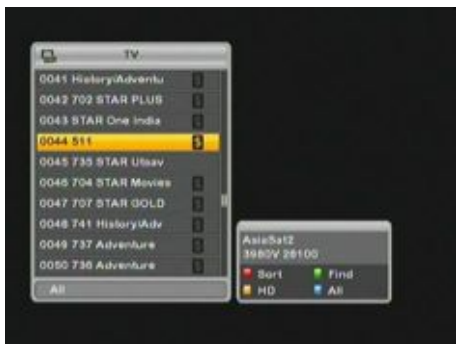 TV
0041 History/Adventu
0042 702 STAR PLUS
0043 STAR One India
0044 511
0045 735 STAR Utsav
0046 704 STAR Movies
0047 707 STAR GOLD
0048 741 History/Adv
0049 737 Adventure
0050 736 Adventure
All
AsiaSat2
3980V 28100
Sort Find
HD All